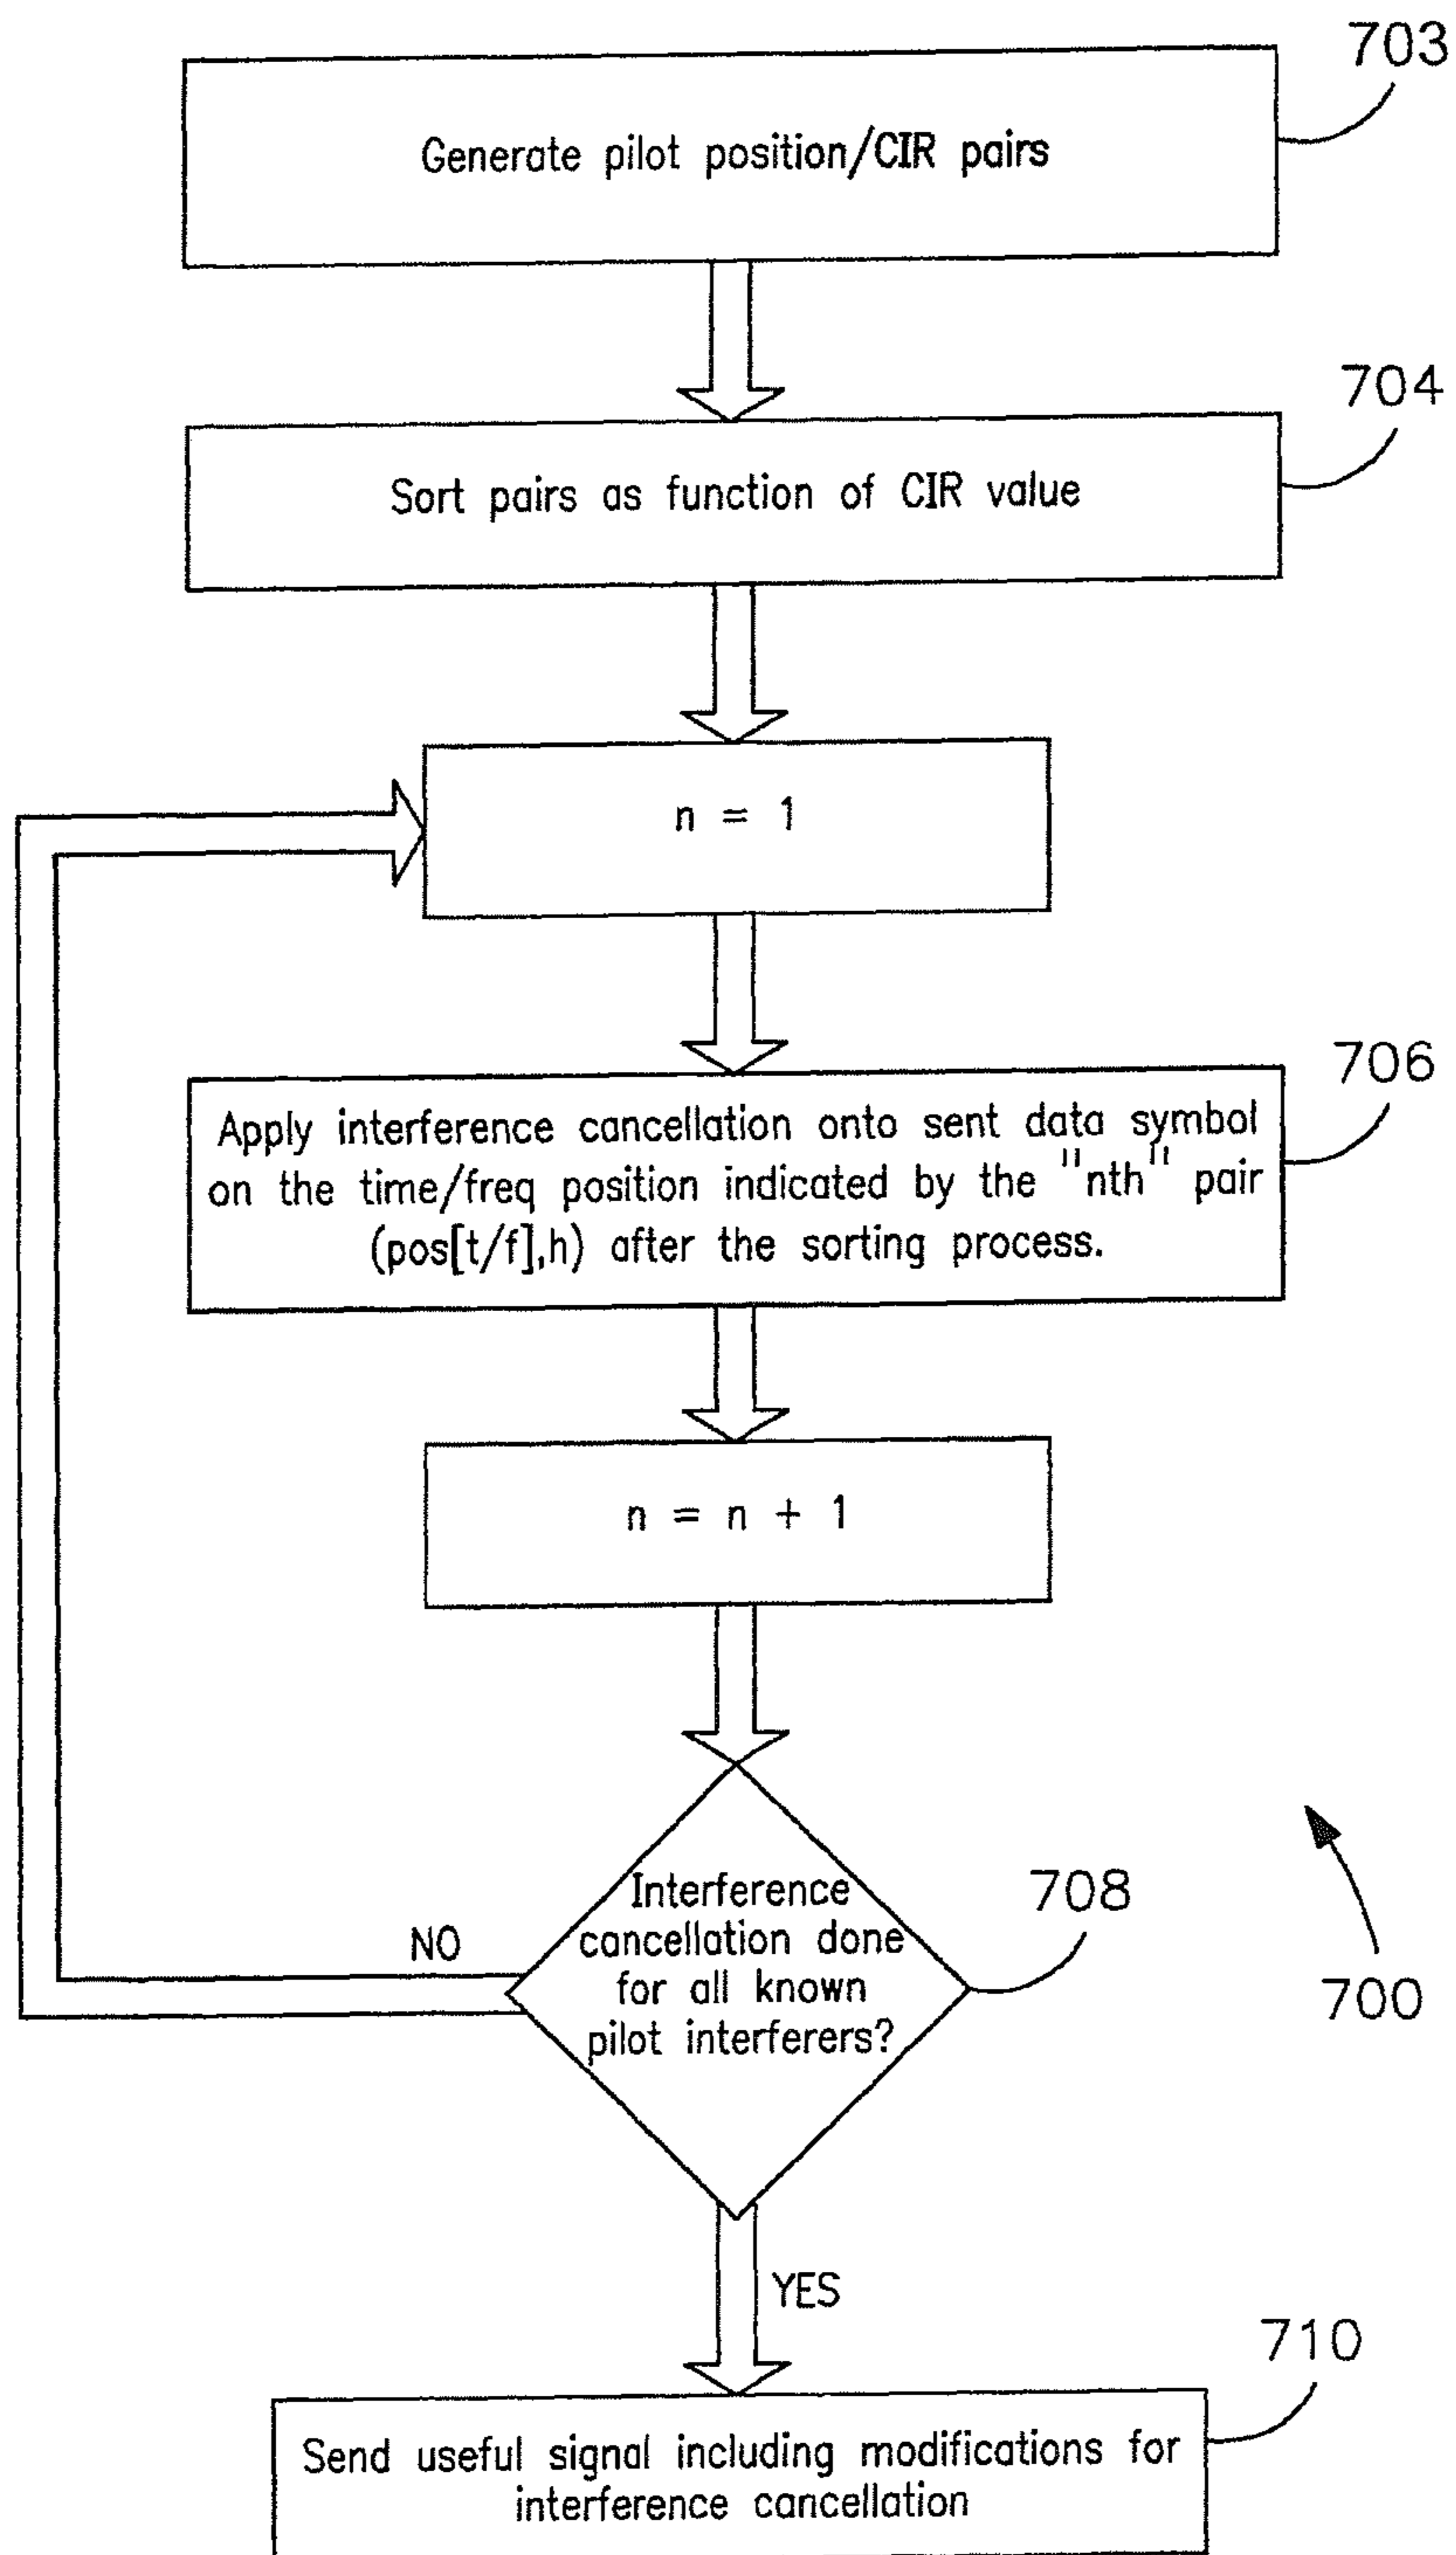 703
Generate pilot position/CIR pairs
704
Sort pairs as function of CIR value
n = 1
706
Apply interference cancellation onto sent data symbol
on the time/freq position indicated by the "nth" pair
(pos[t/f],h) after the sorting process.
n = n + 1
708
Interference
cancellation done
for all known
pilot interferers?
NO
700
YES
710
Send useful signal including modifications for
interference cancellation